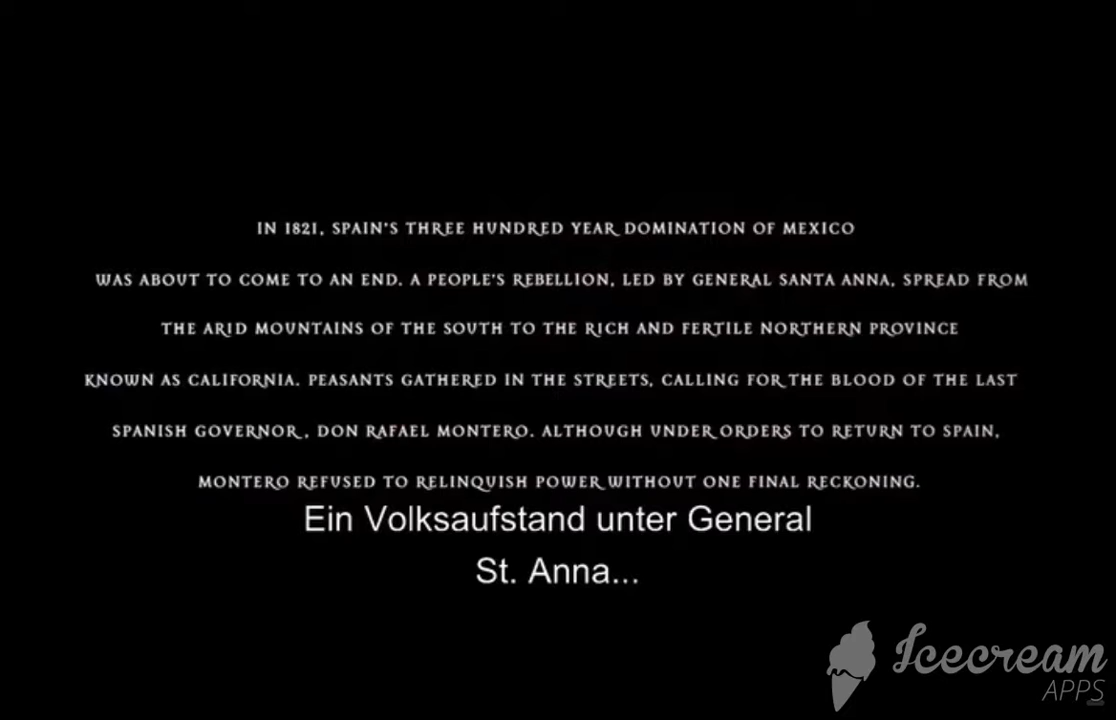 IN 1821, SPAIN'S THREE HUNDRED YEAR DOMINATION OF MEXICO
WAS ABOUT TO COME TO AN END. A PEOPLE'S REBELLION, LED BY GENERAL SANTA ANNA, SPREAD FROM
THE ARID MOUNTAINS OF THE SOUTH TO THE RICH AND FERTILE NORTHERN PROVINCE
KNOWN AS CALIFORNIA. PEASANTS GATHERED IN THE STREETS, CALLING FOR THE BLOOD OF THE LAST
SPANISH GOVERNOR, DON RAFAEL MONTERO. ALTHOUGH UNDER ORDERS TO RETURN TO SPAIN,
MONTERO REFUSED TO RELINQUISH POWER WITHOUT ONE FINAL RECKONING.
Ein Volksaufstand unter General
St. Anna...
Icecream
APPS